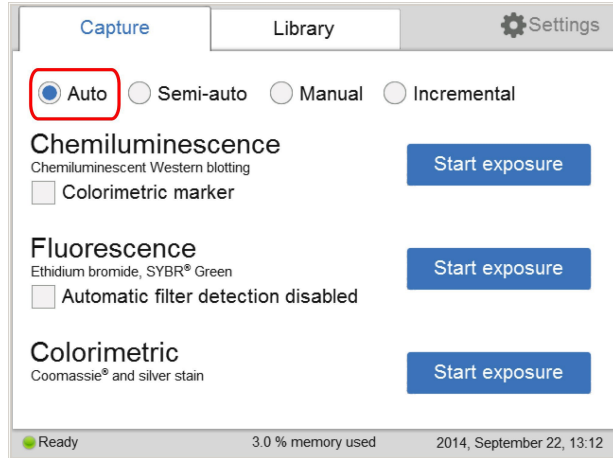 Capture Library Settings
Auto Semi-auto Manual Incremental
Chemiluminescence
Chemiluminescent Western blotting
Start exposure
Colorimetric marker
Fluorescence
Ethidium bromide, SYBR® Green
Start exposure
Automatic filter detection disabled
Colorimetric
Coomassie® and silver stain
Start exposure
Ready 3.0 % memory used 2014, September 22, 13:12